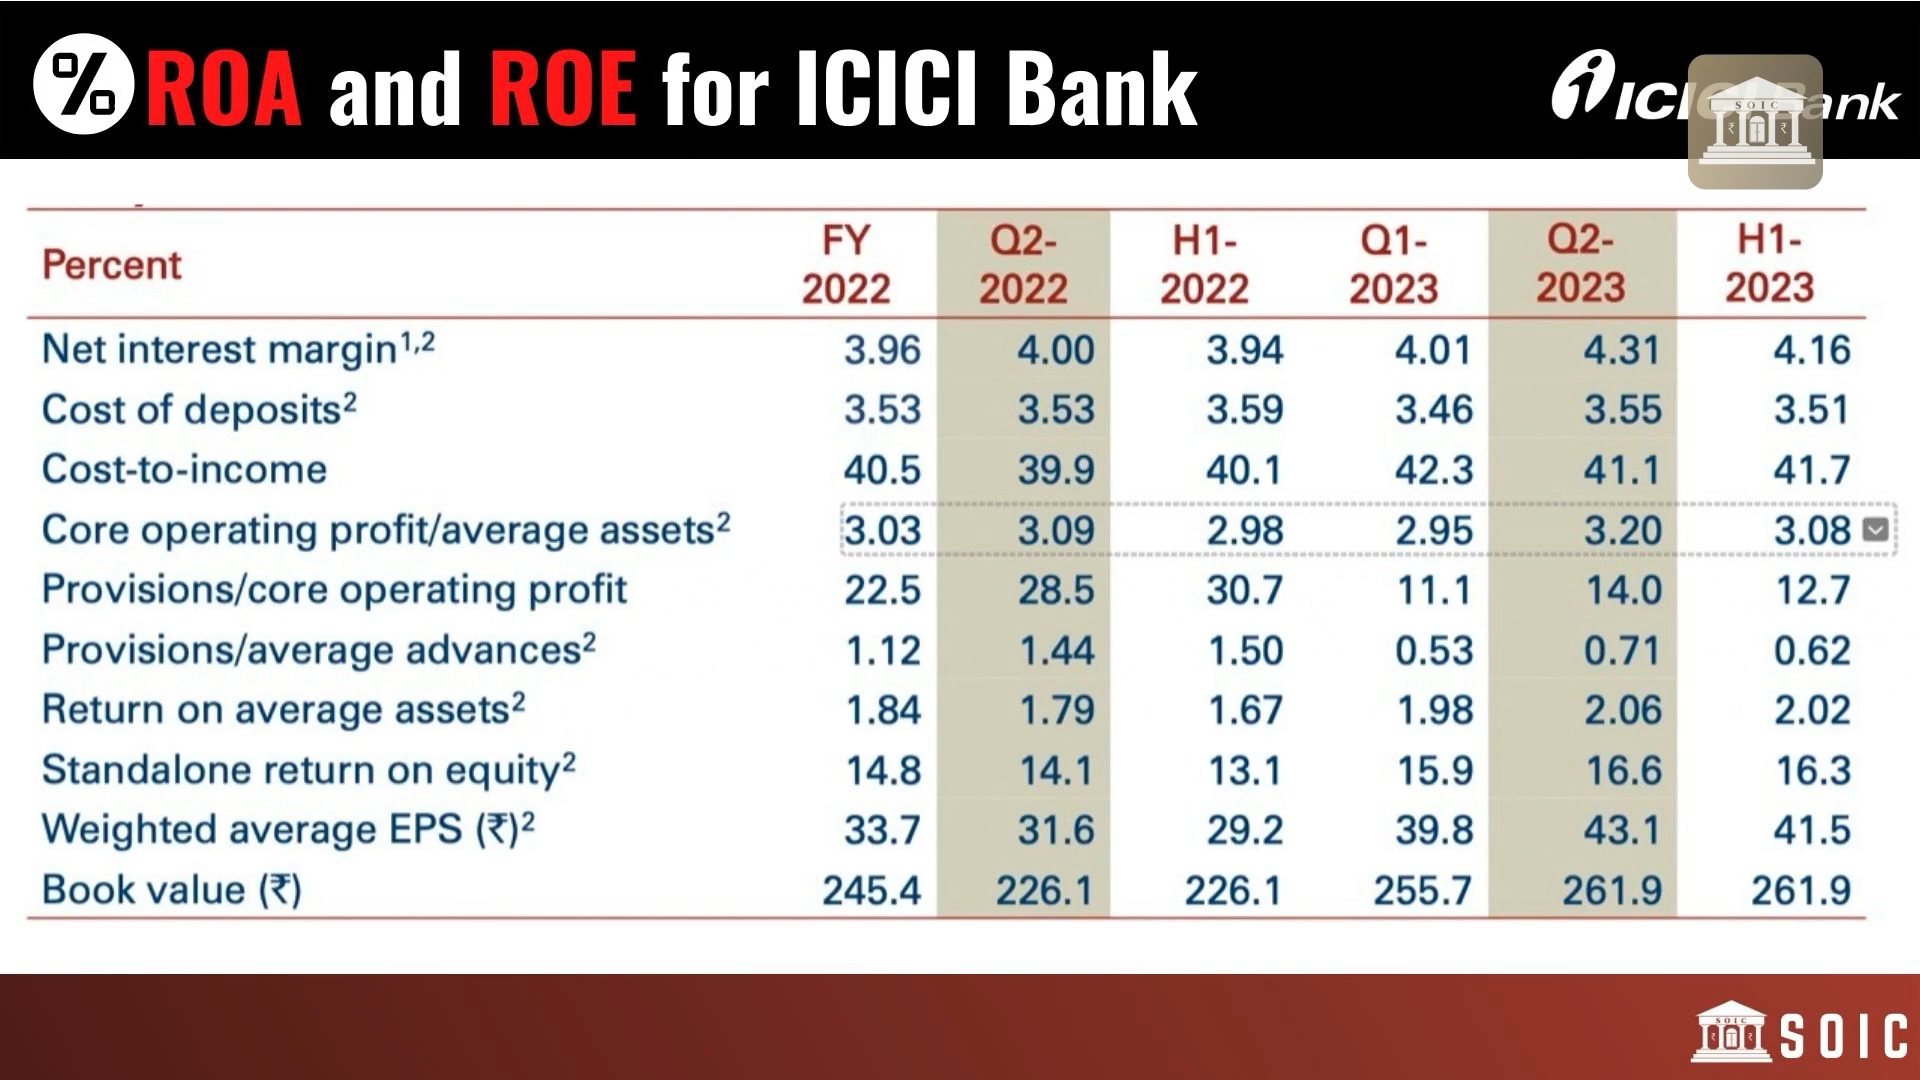 % ROA and ROE for ICICI Bank
ICICI Bank
SOIC
Percent FY 2022 Q2-2022 H1-2022 Q1-2023 Q2-2023 H1-2023
Net interest margin1,2 3.96 4.00 3.94 4.01 4.31 4.16
Cost of deposits2 3.53 3.53 3.59 3.46 3.55 3.51
Cost-to-income 40.5 39.9 40.1 42.3 41.1 41.7
Core operating profit/average assets2 3.03 3.09 2.98 2.95 3.20 3.08
Provisions/core operating profit 22.5 28.5 30.7 11.1 14.0 12.7
Provisions/average advances2 1.12 1.44 1.50 0.53 0.71 0.62
Return on average assets2 1.84 1.79 1.67 1.98 2.06 2.02
Standalone return on equity2 14.8 14.1 13.1 15.9 16.6 16.3
Weighted average EPS (₹)2 33.7 31.6 29.2 39.8 43.1 41.5
Book value (₹) 245.4 226.1 226.1 255.7 261.9 261.9
SOIC
SOIC